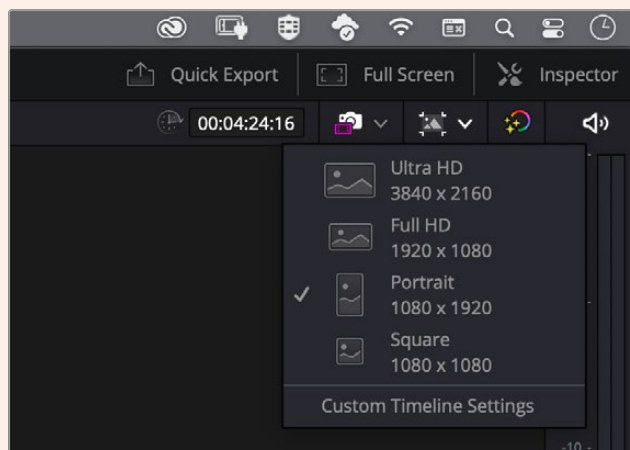 Quick Export
Full Screen
Inspector
00:04:24:16
Ultra HD
3840 x 2160
Full HD
1920 x 1080
Portrait
1080 x 1920
Square
1080 x 1080
Custom Timeline Settings
-10